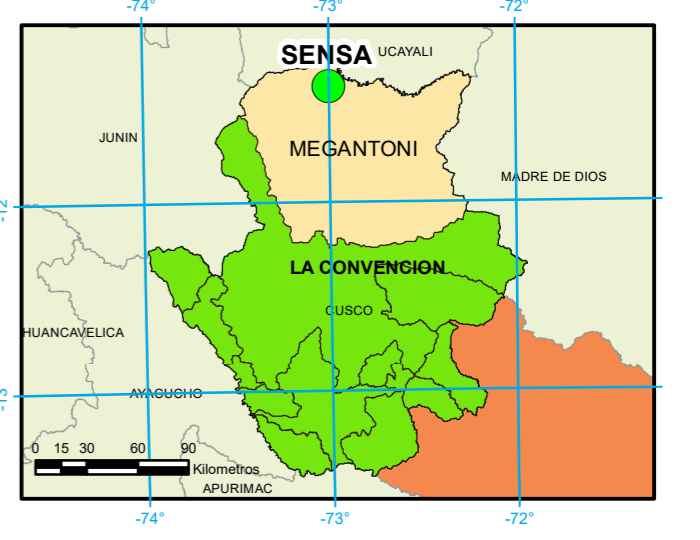 -74° -73° -72°
SENSA
UCAYALI
JUNIN
MEGANTONI
MADRE DE DIOS
-12
LA CONVENCION
CUSCO
HUANCAVELICA
-13
AYACUCHO
0 15 30 60 90
Kilometros
APURIMAC
-74° -73° -72°